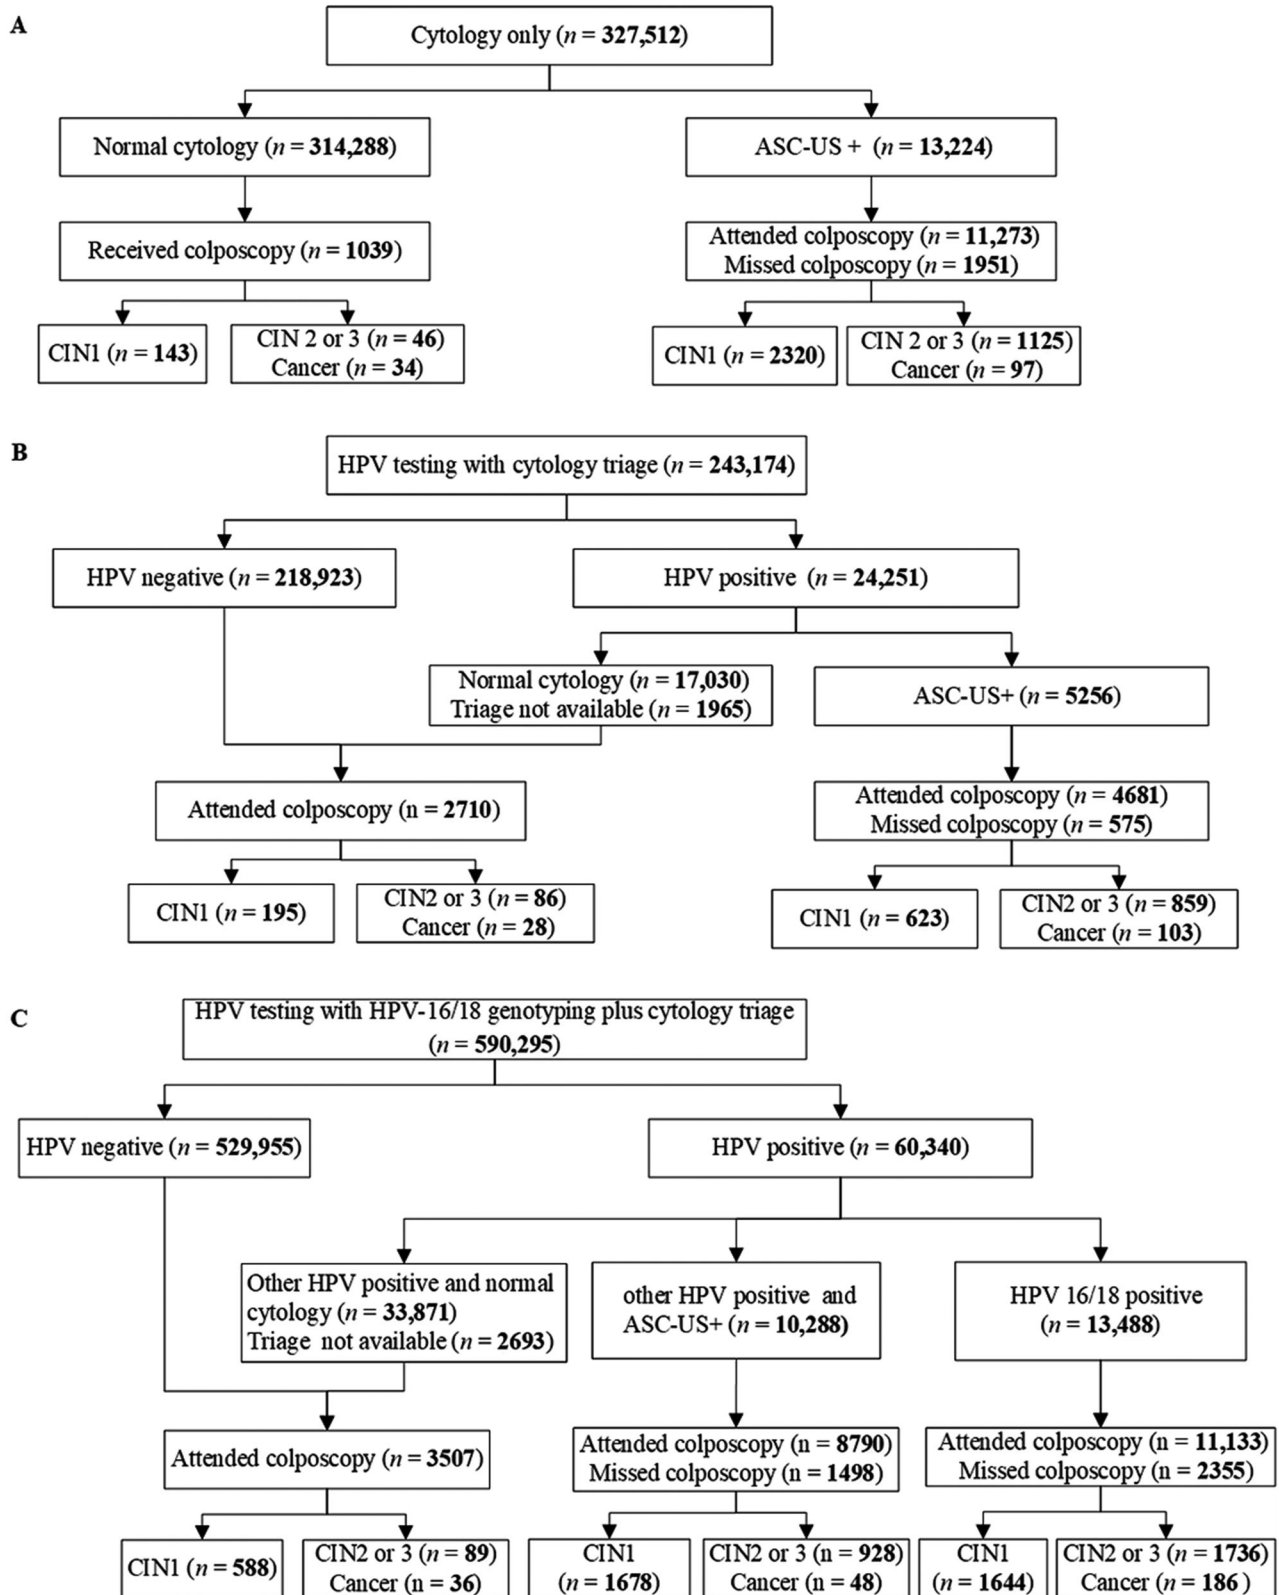 A
Cytology only (n = 327,512)
Normal cytology (n = 314,288)
ASC-US + (n = 13,224)
Received colposcopy (n = 1039)
Attended colposcopy (n = 11,273)
Missed colposcopy (n = 1951)
CIN1 (n = 143)
CIN 2 or 3 (n = 46)
Cancer (n = 34)
CIN1 (n = 2320)
CIN 2 or 3 (n = 1125)
Cancer (n = 97)
B
HPV testing with cytology triage (n = 243,174)
HPV negative (n = 218,923)
HPV positive (n = 24,251)
Normal cytology (n = 17,030)
Triage not available (n = 1965)
ASC-US+ (n = 5256)
Attended colposcopy (n = 2710)
Attended colposcopy (n = 4681)
Missed colposcopy (n = 575)
CIN1 (n = 195)
CIN2 or 3 (n = 86)
Cancer (n = 28)
CIN1 (n = 623)
CIN2 or 3 (n = 859)
Cancer (n = 103)
C
HPV testing with HPV-16/18 genotyping plus cytology triage
(n = 590,295)
HPV negative (n = 529,955)
HPV positive (n = 60,340)
Other HPV positive and normal
cytology (n = 33,871)
Triage not available (n = 2693)
other HPV positive and
ASC-US+ (n = 10,288)
HPV 16/18 positive
(n = 13,488)
Attended colposcopy (n = 3507)
Attended colposcopy (n = 8790)
Missed colposcopy (n = 1498)
Attended colposcopy (n = 11,133)
Missed colposcopy (n = 2355)
CIN1 (n = 588)
CIN2 or 3 (n = 89)
Cancer (n = 36)
CIN1
(n = 1678)
CIN2 or 3 (n = 928)
Cancer (n = 48)
CIN1
(n = 1644)
CIN2 or 3 (n = 1736)
Cancer (n = 186)